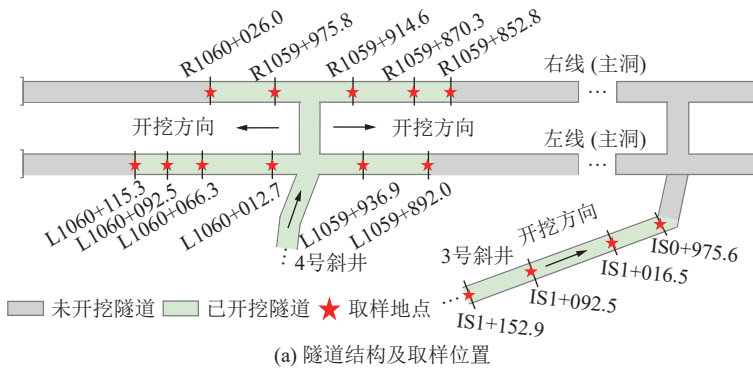 R1060+026.0
R1059+975.8
R1059+914.6
R1059+870.3
R1059+852.8
右线 (主洞)
...
开挖方向
开挖方向
左线 (主洞)
...
L1060+115.3
L1060+092.5
L1060+066.3
L1060+012.7
L1059+936.9
L1059+892.0
4号斜井
...
3号斜井
开挖方向
IS0+975.6
IS1+016.5
IS1+092.5
IS1+152.9
...
未开挖隧道 已开挖隧道 取样地点
(a) 隧道结构及取样位置